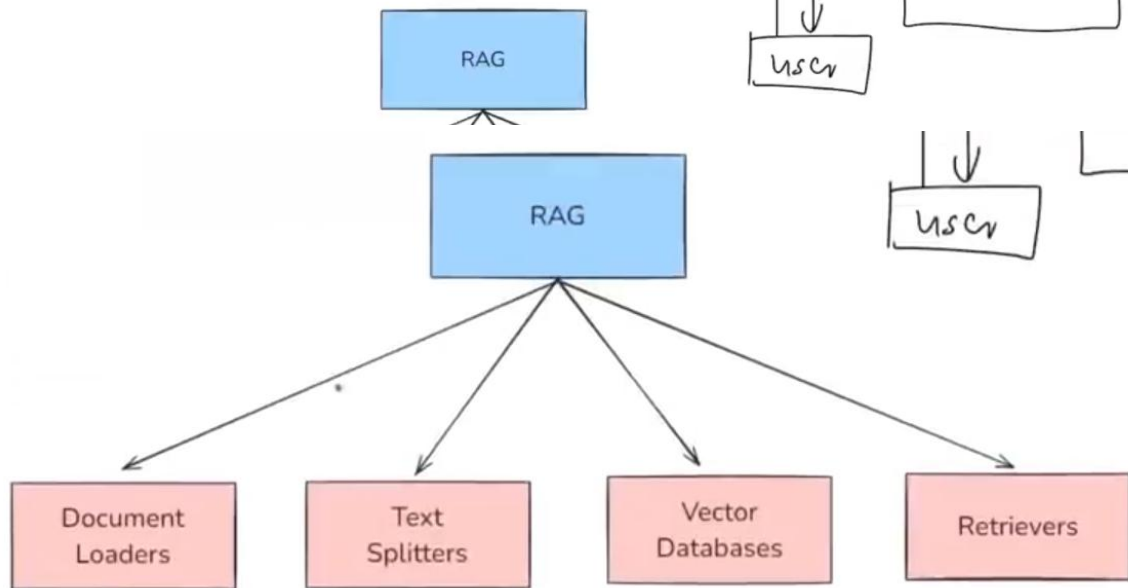 RAG
user
RAG
user
Document
Loaders
Text
Splitters
Vector
Databases
Retrievers